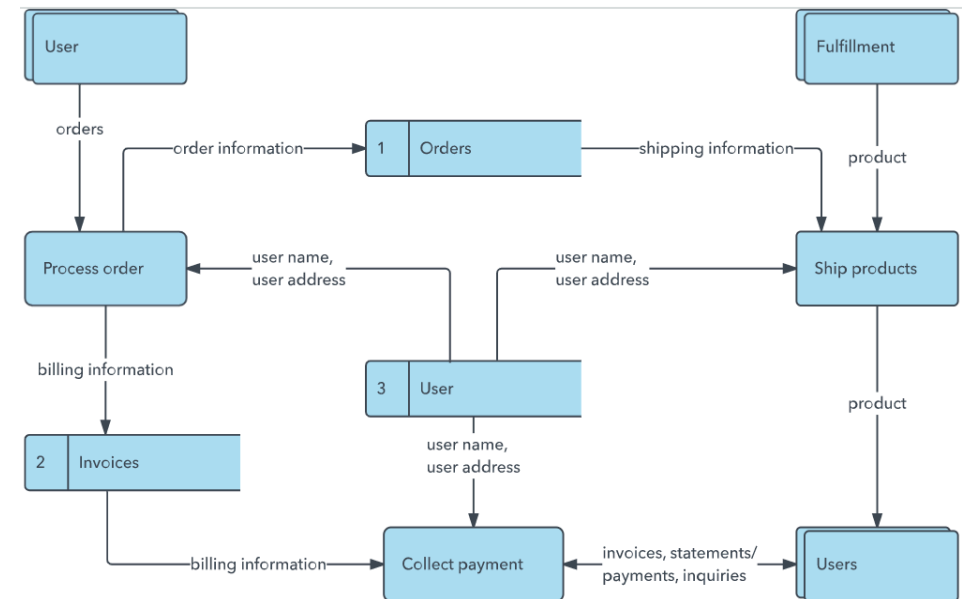 User
Fulfillment
orders
order information
1
Orders
shipping information
product
Process order
user name,
user address
user name,
user address
Ship products
billing information
3
User
product
user name,
user address
2
Invoices
billing information
Collect payment
invoices, statements/
payments, inquiries
Users